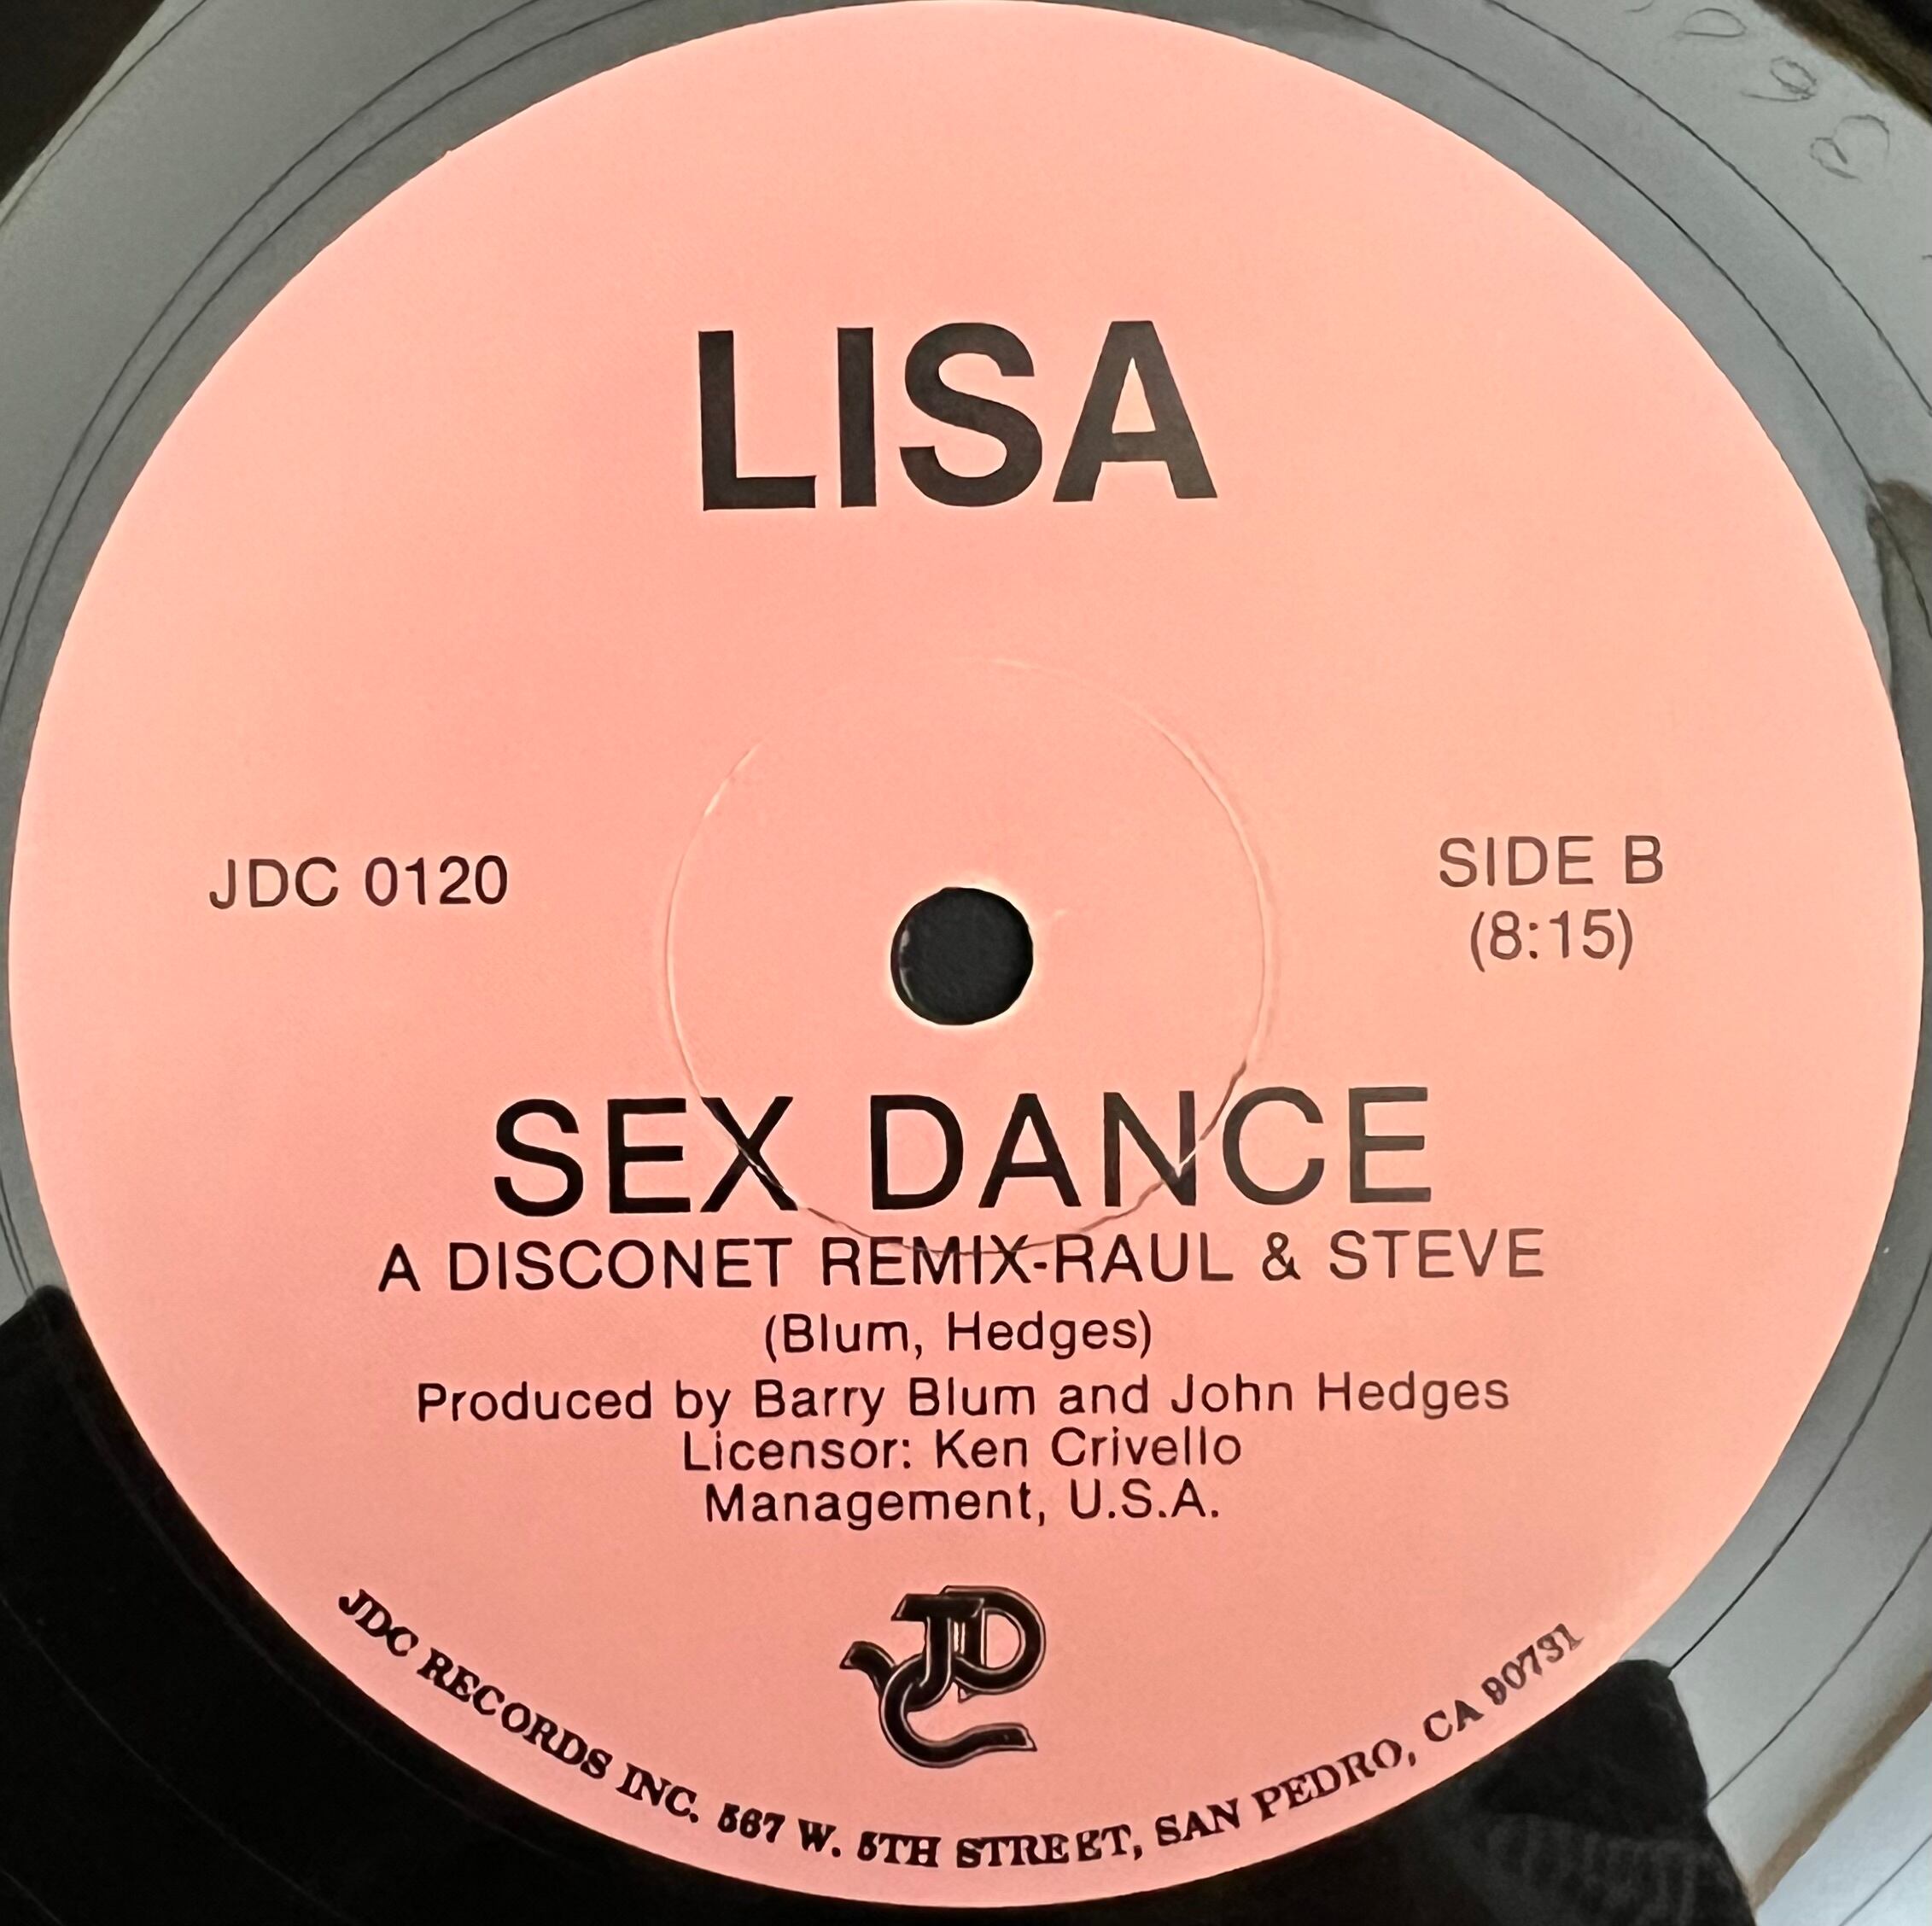 LISA
JDC 0120
SIDE B
(8:15)
SEX DANCE
A DISCONET REMIX-RAUL & STEVE
(Blum, Hedges)
Produced by Barry Blum and John Hedges
Licensor: Ken Crivello
Management, U.S.A.
JDC
JDC RECORDS INC. 567 W. 5TH STREET, SAN PEDRO, CA 90731